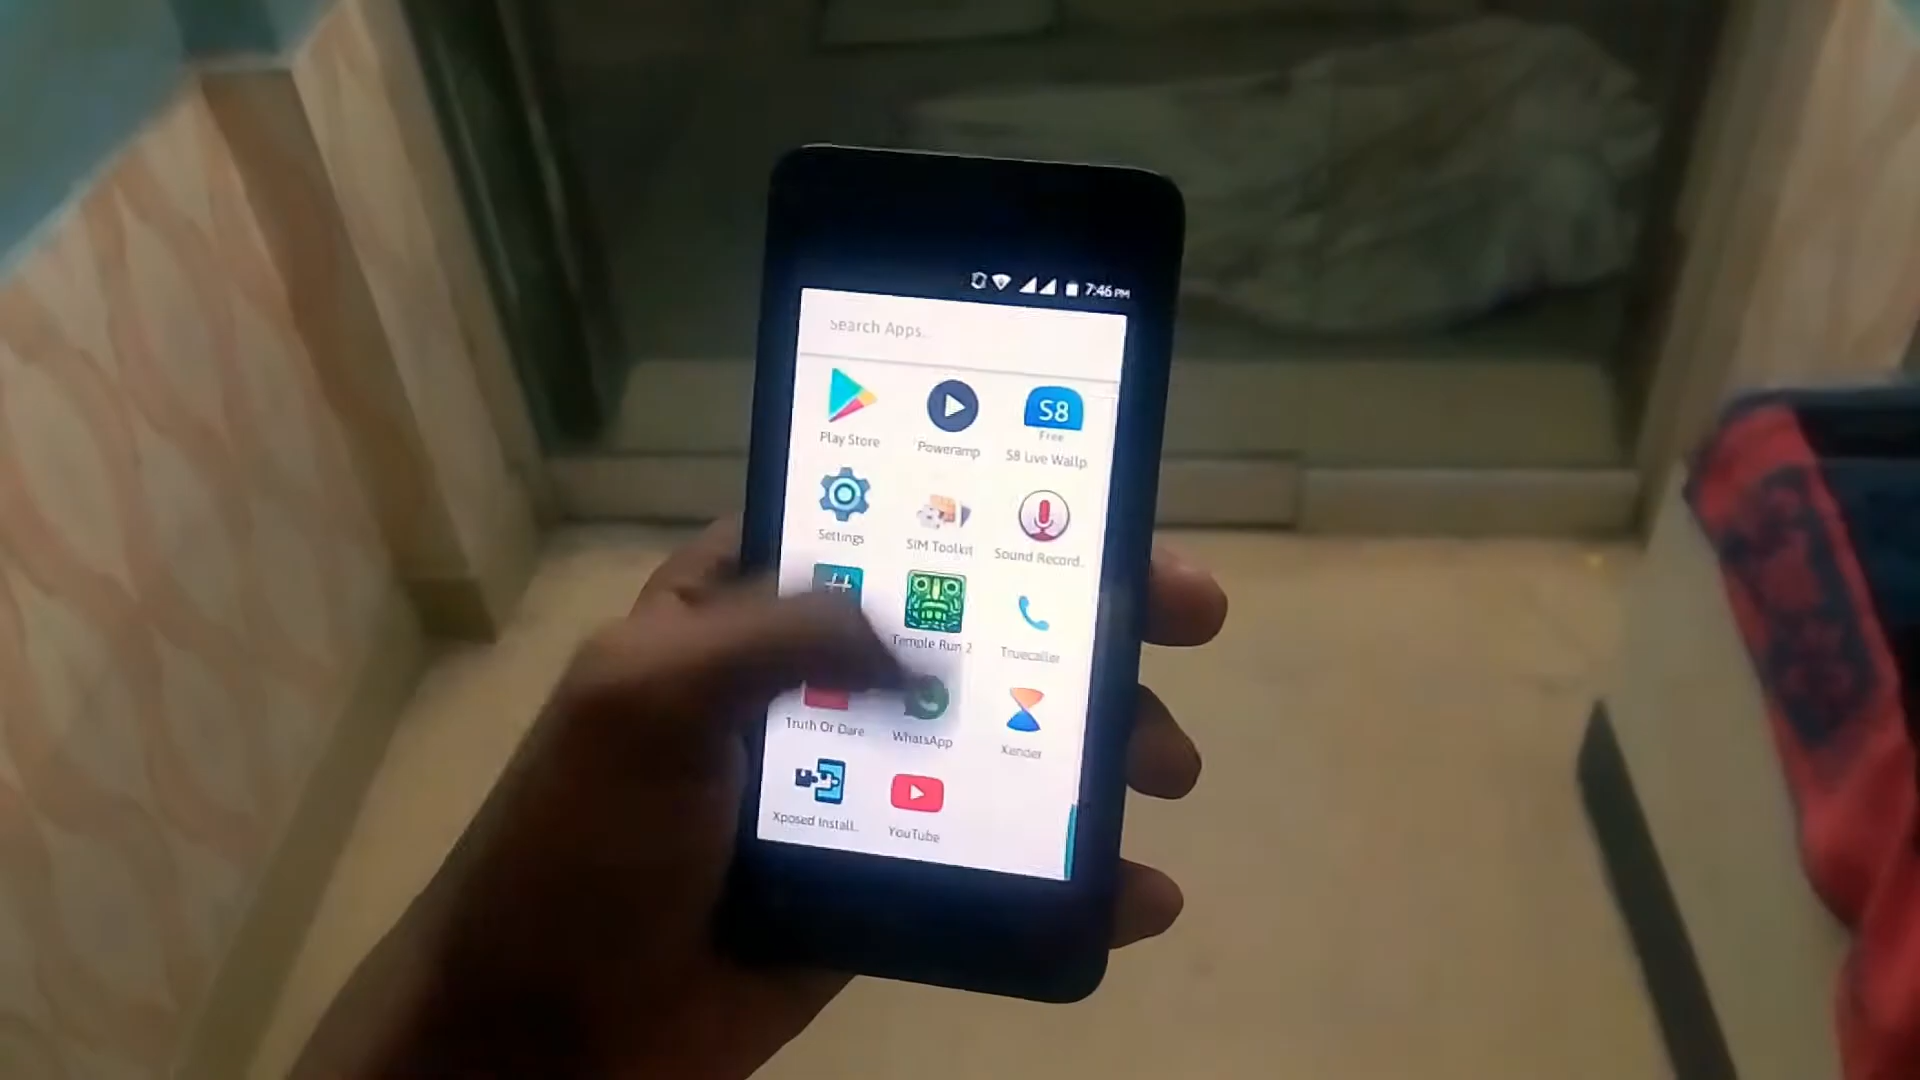 7:46 PM
Search Apps..
Play Store
Poweramp
S8
Free
S8 Live Wallp
Settings
SIM Toolkit
Sound Record..
#
Temple Run 2
Truecaller
Truth Or Dare
WhatsApp
Xender
Xposed Install..
YouTube